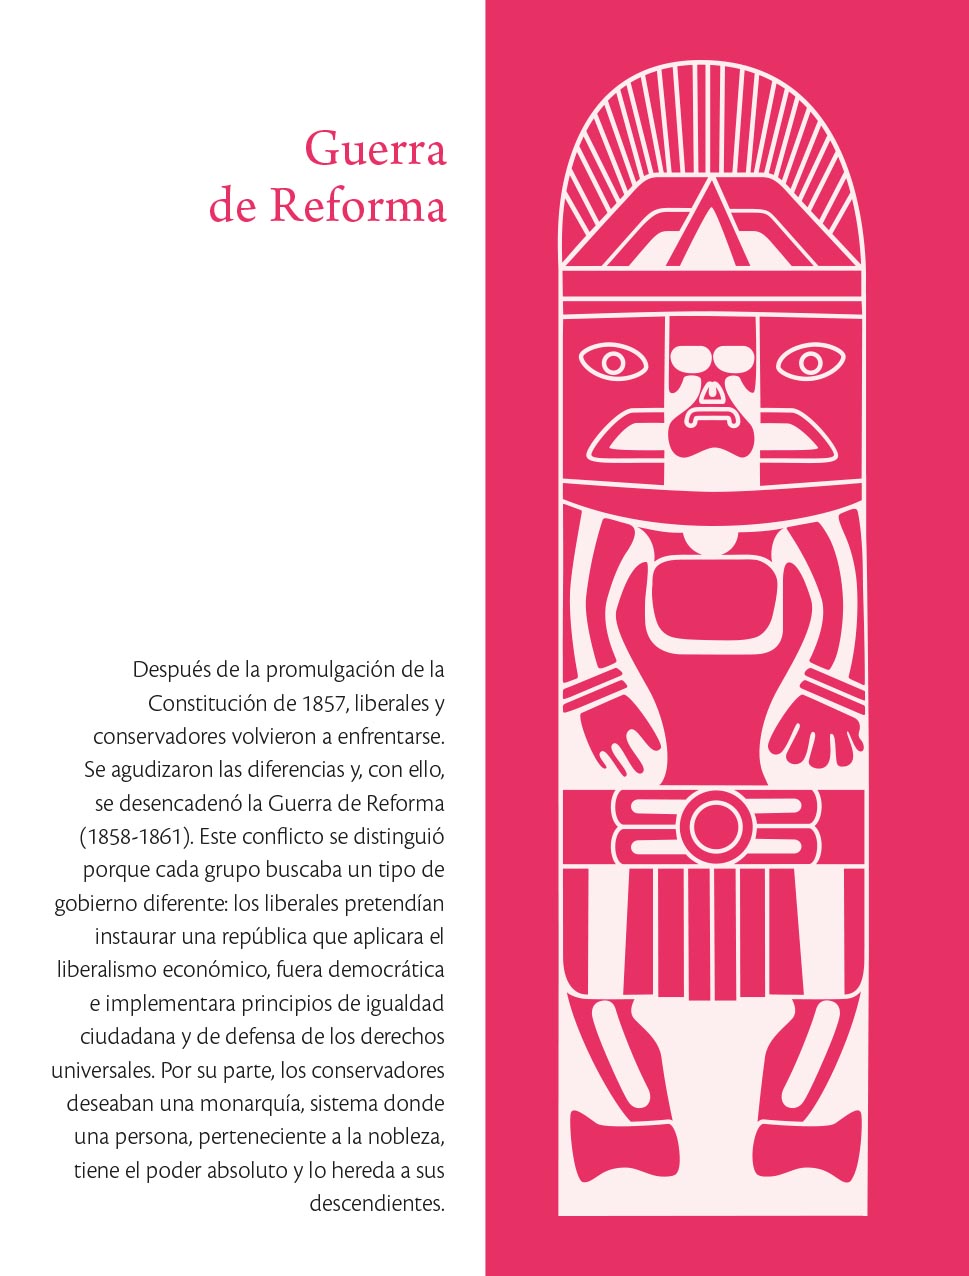 Guerra
de Reforma
Después de la promulgación de la
Constitución de 1857, liberales y
conservadores volvieron a enfrentarse.
Se agudizaron las diferencias y, con ello,
se desencadenó la Guerra de Reforma
(1858-1861). Este conflicto se distinguió
porque cada grupo buscaba un tipo de
gobierno diferente: los liberales pretendían
instaurar una república que aplicara el
liberalismo económico, fuera democrática
e implementara principios de igualdad
ciudadana y de defensa de los derechos
universales. Por su parte, los conservadores
deseaban una monarquía, sistema donde
una persona, perteneciente a la nobleza,
tiene el poder absoluto y lo hereda a sus
descendientes.